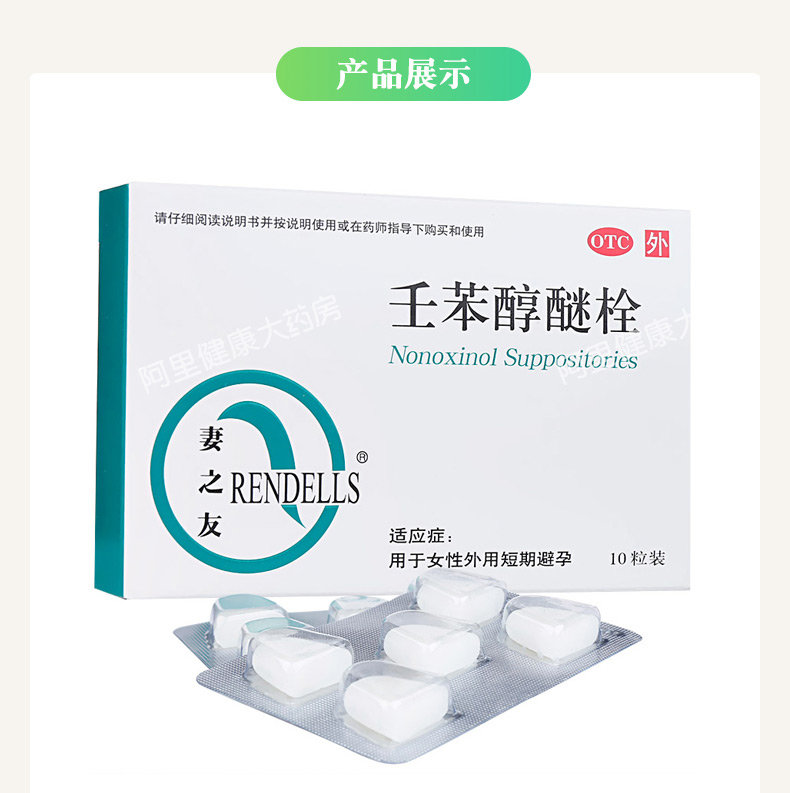 产品展示
请仔细阅读说明书并按说明使用或在药师指导下购买和使用
OTC 外
壬苯醇醚栓
Nonoxinol Suppositories
阿里健康大药房
阿里健康大
妻之友
RENDELLS®
适应症：
用于女性外用短期避孕
10粒装